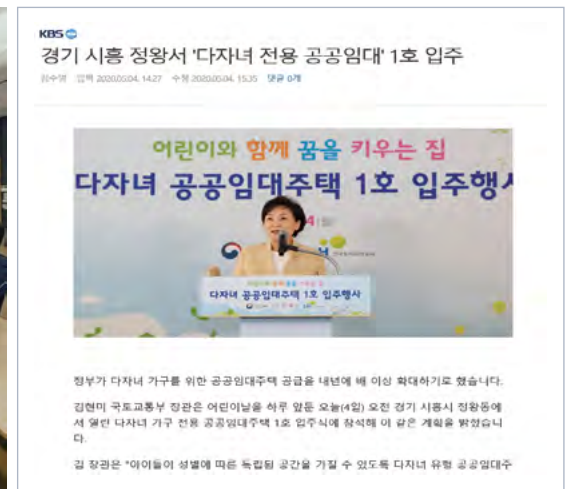 KBS
경기 시흥 정왕서 '다자녀 전용 공공임대' 1호 입주
입력 2020.05.04. 14:27 수정 2020.05.04. 15:35 댓글 0개
어린이와 함께 꿈을 키우는 집
다자녀 공공임대주택 1호 입주행사
4(월)
다자녀 공공임대주택 1호 입주행사
정부가 다자녀 가구를 위한 공공임대주택 공급을 내년에 배 이상 확대하기로 했습니다.
김현미 국토교통부 장관은 어린이날을 하루 앞둔 오늘(4일) 오전 경기 시흥시 정왕동에
서 열린 다자녀 가구 전용 공공임대주택 1호 입주식에 참석해 이 같은 계획을 밝혔습니
다.
김 장관은 "아이들이 성별에 따른 독립된 공간을 가질 수 있도록 다자녀 유형 공공임대주